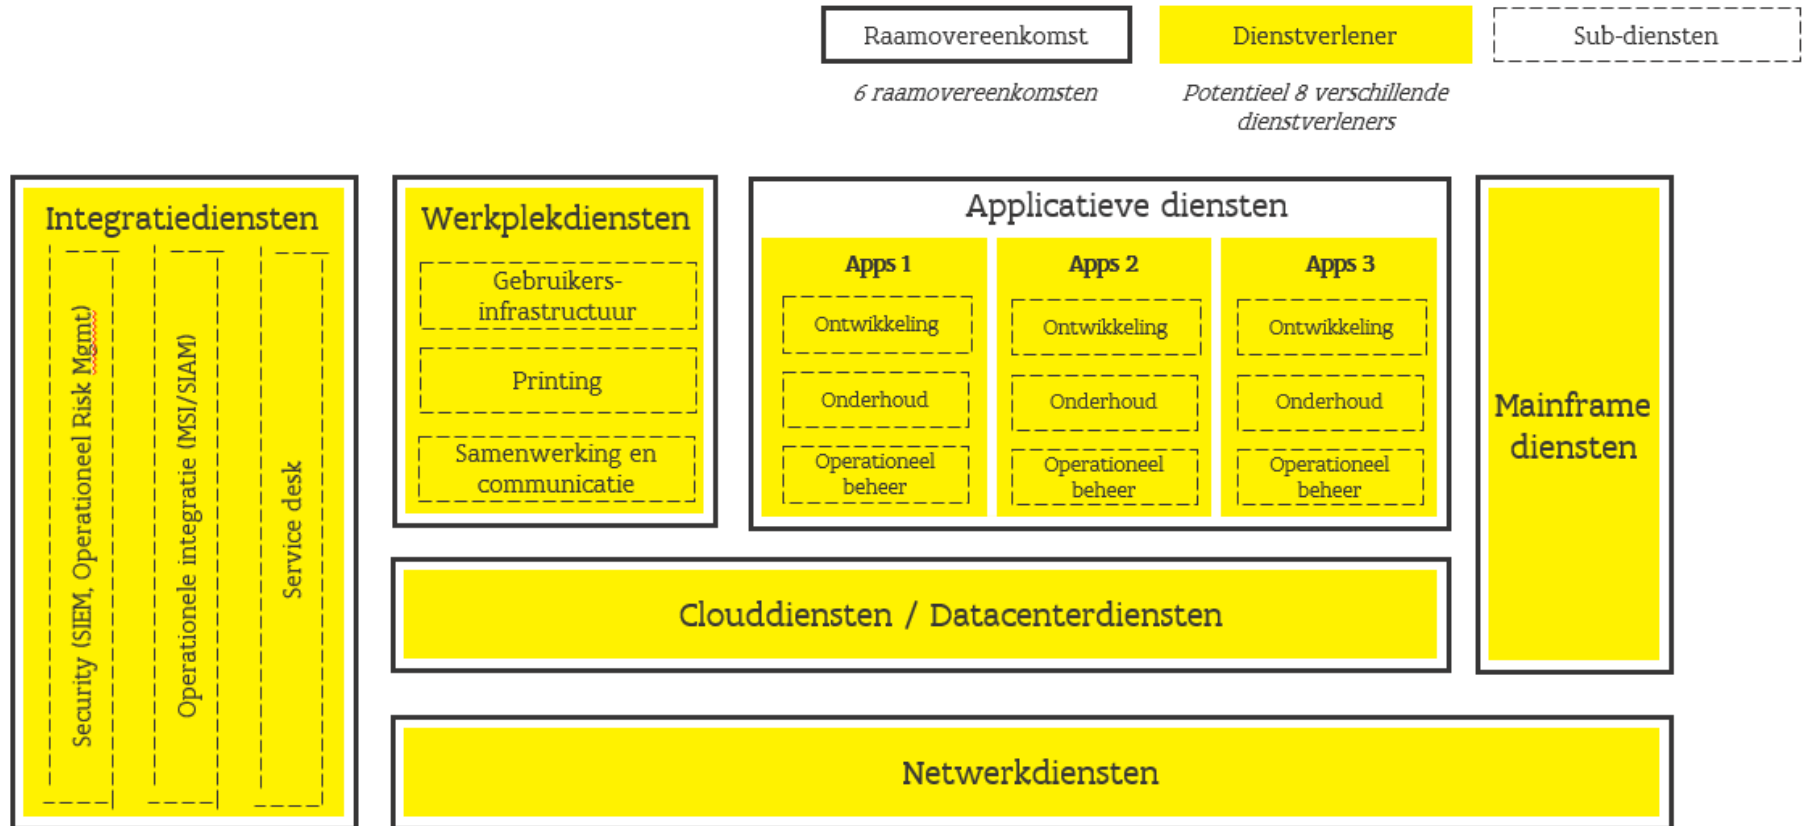 Raamovereenkomst
Dienstverlener
Sub-diensten
6 raamovereenkomsten
Potentieel 8 verschillende
dienstverleners
Integratiediensten
Security (SIEM, Operationeel Risk Mgmt)
Operationele integratie (MSI/SIAM)
Service desk
Werkplekdiensten
Gebruikers-
infrastructuur
Printing
Samenwerking en
communicatie
Applicatieve diensten
Apps 1
Ontwikkeling
Onderhoud
Operationeel
beheer
Apps 2
Ontwikkeling
Onderhoud
Operationeel
beheer
Apps 3
Ontwikkeling
Onderhoud
Operationeel
beheer
Mainframe
diensten
Clouddiensten / Datacenterdiensten
Netwerkdiensten